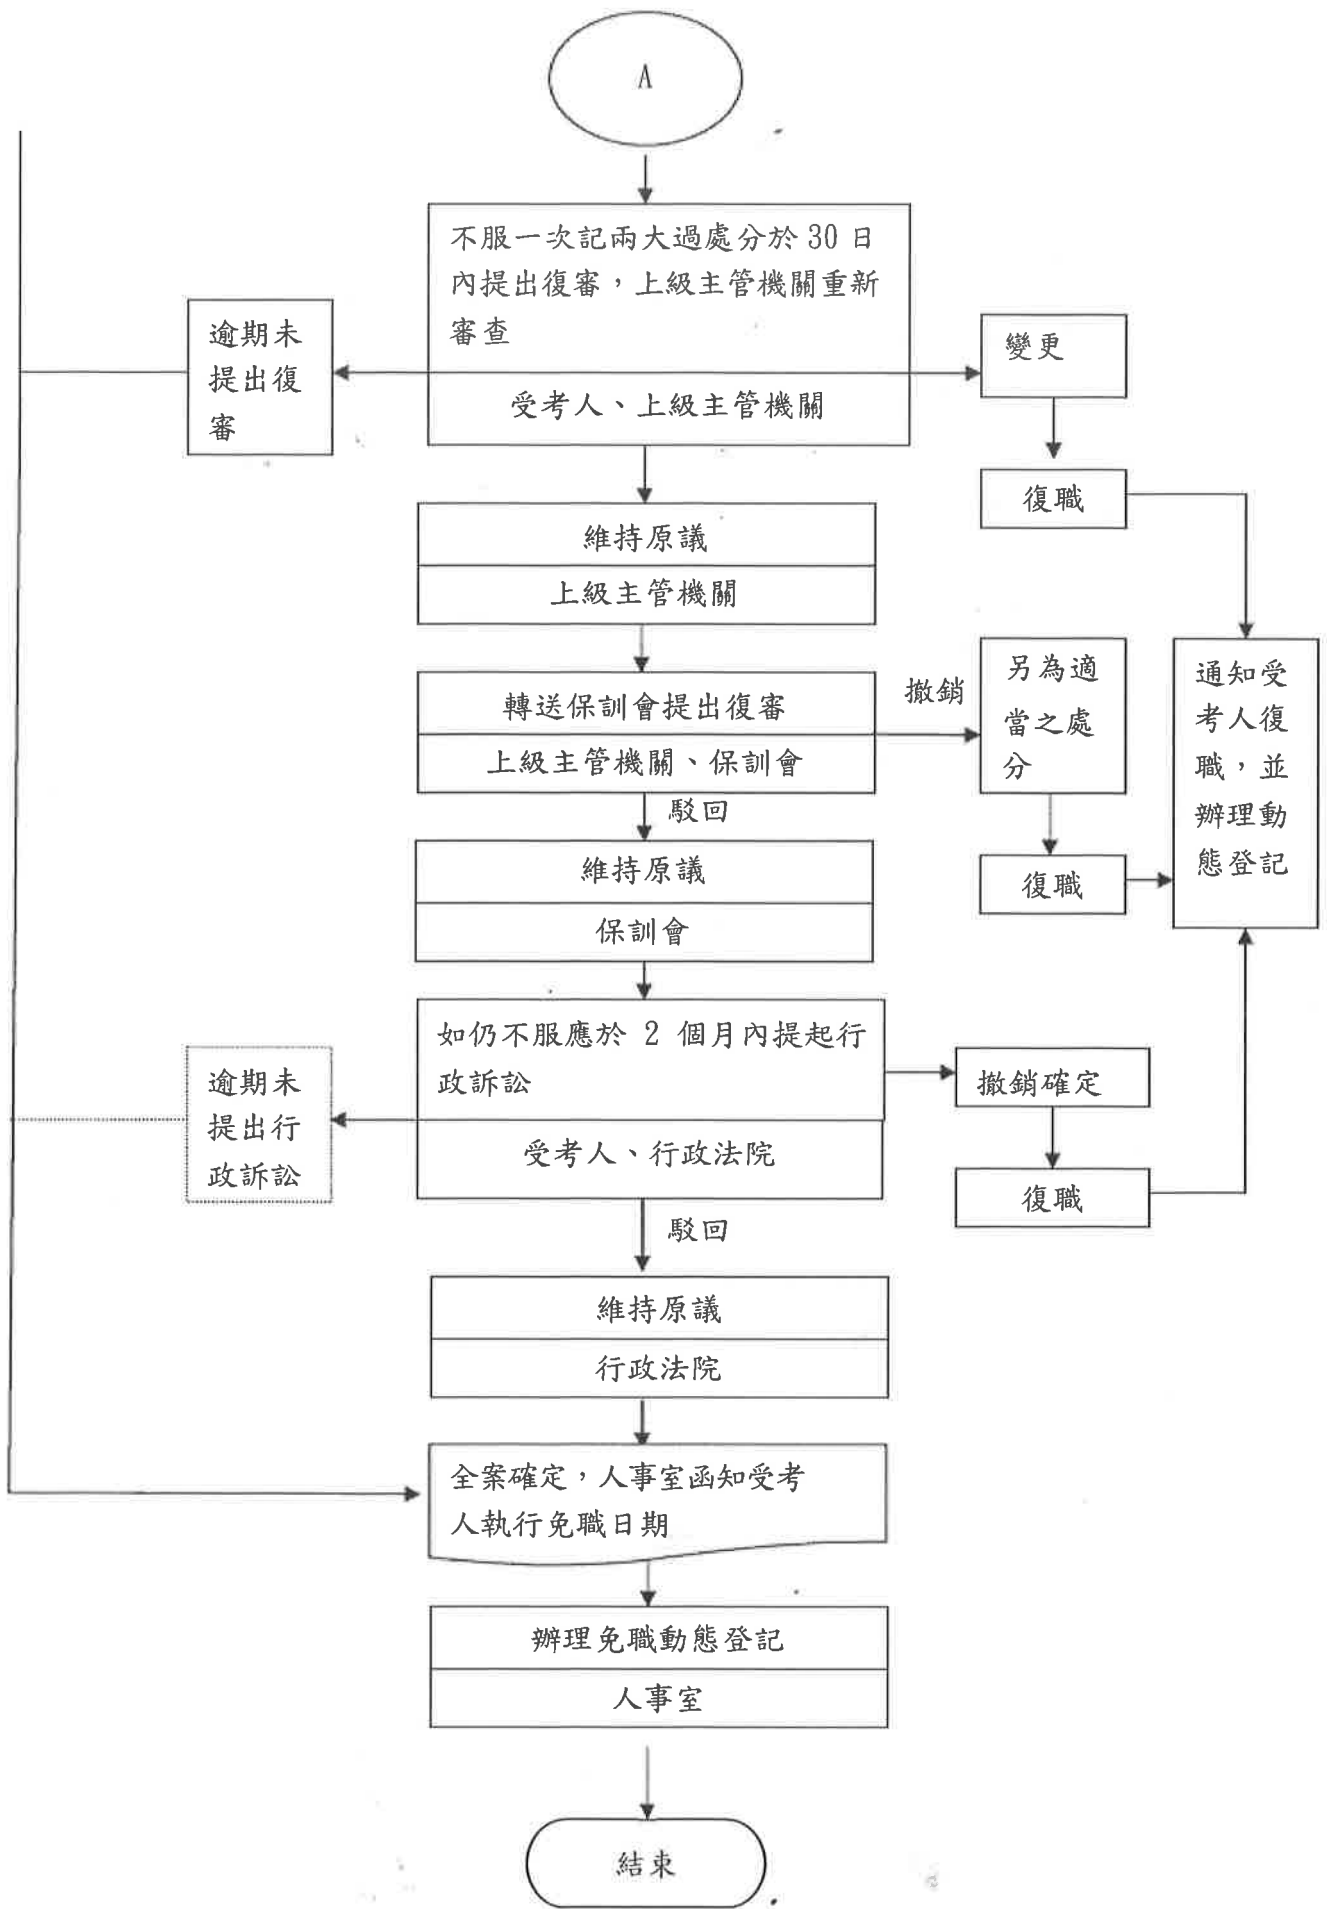 A
不服一次記兩大過處分於 30 日
內提出復審，上級主管機關重新
審查
受考人、上級主管機關
逾期未
提出復
審
變更
復職
維持原議
上級主管機關
轉送保訓會提出復審
上級主管機關、保訓會
撤銷
另為適
當之處
分
復職
通知受
考人復
職，並
辦理動
態登記
駁回
維持原議
保訓會
如仍不服應於 2 個月內提起行
政訴訟
受考人、行政法院
逾期未
提出行
政訴訟
撤銷確定
復職
駁回
維持原議
行政法院
全案確定，人事室函知受考
人執行免職日期
辦理免職動態登記
人事室
結束